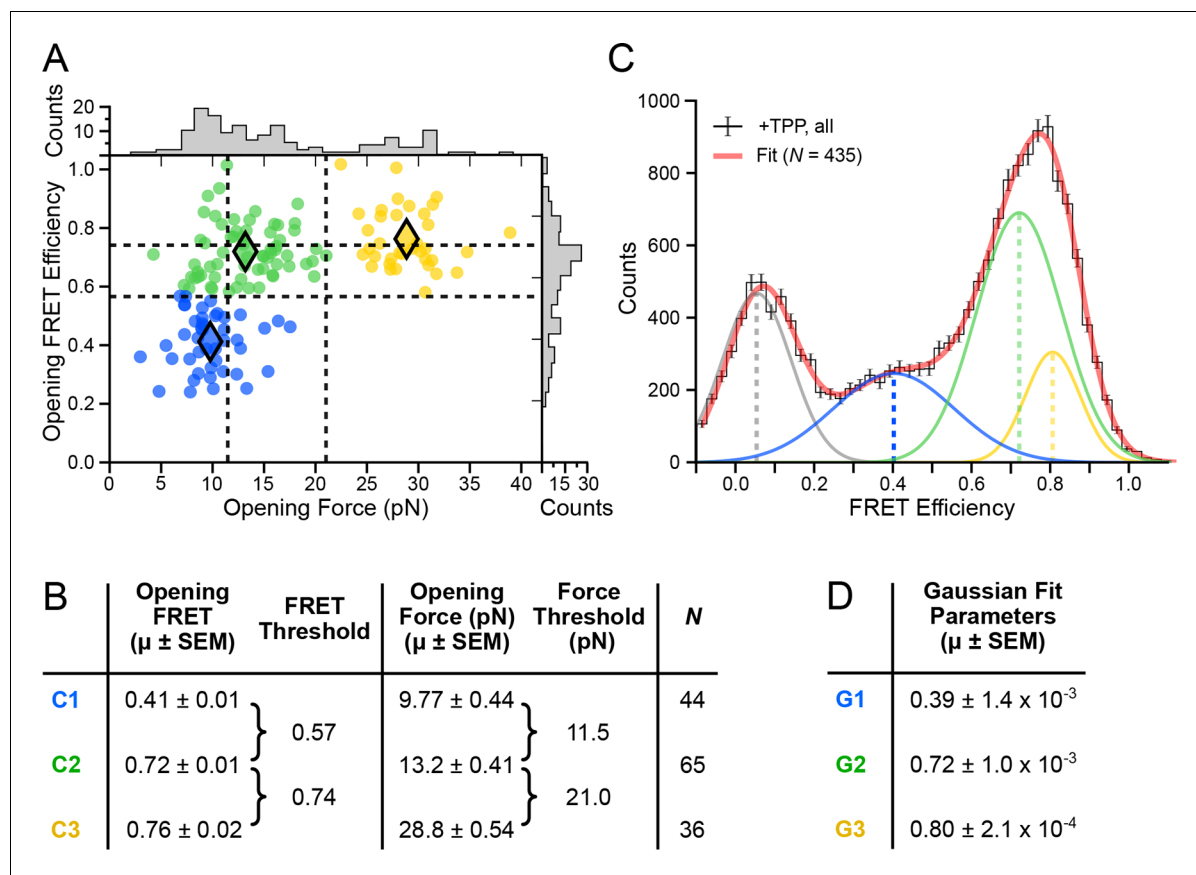 A
Counts
20
10
Opening FRET Efficiency
1.0
0.8
0.6
0.4
0.2
0.0
0 5 10 15 20 25 30 35 40
Opening Force (pN)
15 30
Counts
C
Counts
1000
800
600
400
200
0
+TPP, all
Fit (N = 435)
0.0 0.2 0.4 0.6 0.8 1.0
FRET Efficiency
B
Opening
FRET
(μ ± SEM)
FRET
Threshold
Opening
Force (pN)
(μ ± SEM)
Force
Threshold
(pN)
N
C1 0.41 ± 0.01 9.77 ± 0.44 44
0.57 11.5
C2 0.72 ± 0.01 13.2 ± 0.41 65
0.74 21.0
C3 0.76 ± 0.02 28.8 ± 0.54 36
D
Gaussian Fit
Parameters
(μ ± SEM)
G1 0.39 ± 1.4 x 10⁻³
G2 0.72 ± 1.0 x 10⁻³
G3 0.80 ± 2.1 x 10⁻⁴